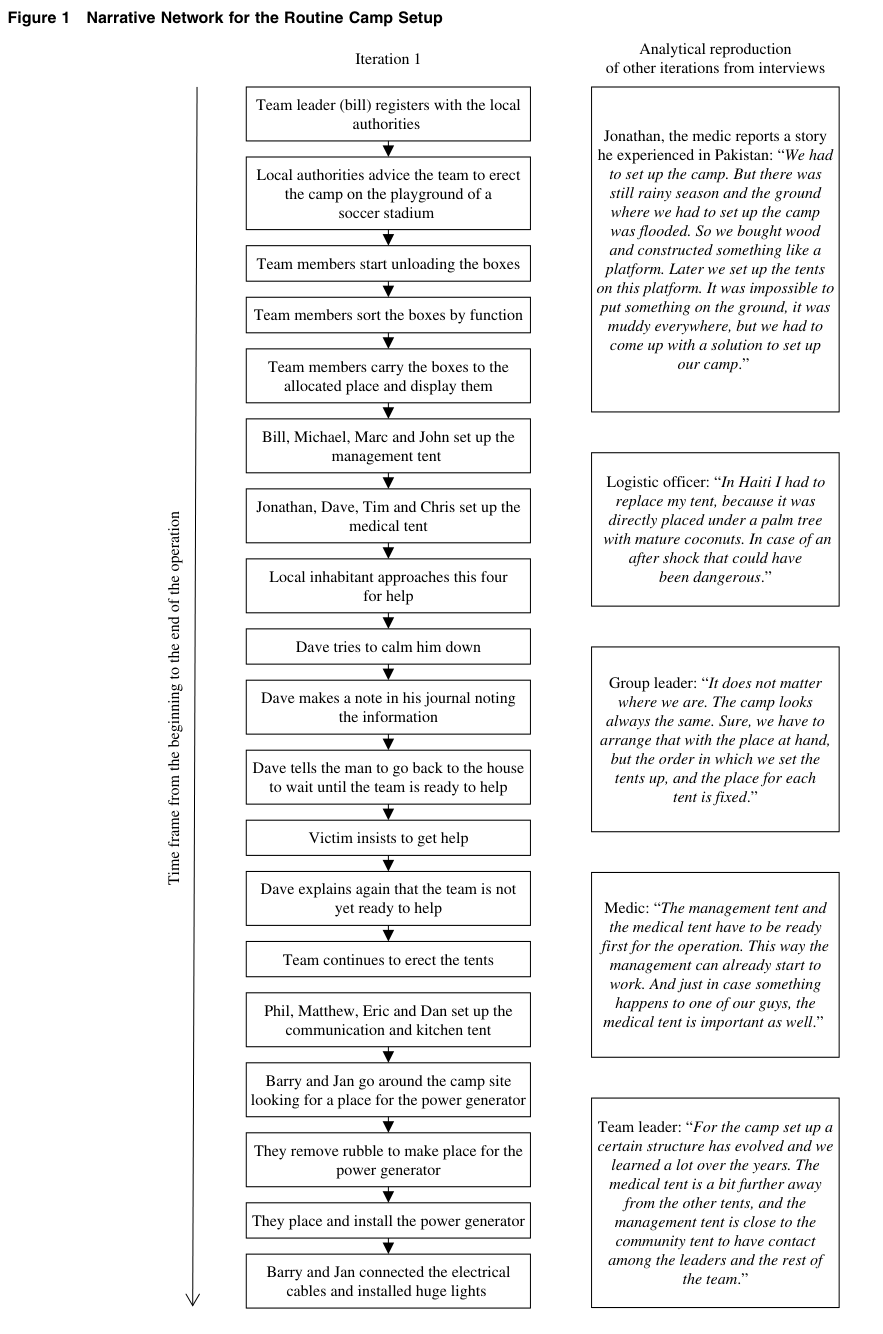 Figure 1 Narrative Network for the Routine Camp Setup
Iteration 1
Team leader (bill) registers with the local
authorities
Local authorities advice the team to erect
the camp on the playground of a
soccer stadium
Team members start unloading the boxes
Team members sort the boxes by function
Team members carry the boxes to the
allocated place and display them
Bill, Michael, Marc and John set up the
management tent
Jonathan, Dave, Tim and Chris set up the
medical tent
Local inhabitant approaches this four
for help
Dave tries to calm him down
Dave makes a note in his journal noting
the information
Dave tells the man to go back to the house
to wait until the team is ready to help
Victim insists to get help
Dave explains again that the team is not
yet ready to help
Team continues to erect the tents
Phil, Matthew, Eric and Dan set up the
communication and kitchen tent
Barry and Jan go around the camp site
looking for a place for the power generator
They remove rubble to make place for the
power generator
They place and install the power generator
Barry and Jan connected the electrical
cables and installed huge lights
Time frame from the beginning to the end of the operation
Analytical reproduction
of other iterations from interviews
Jonathan, the medic reports a story
he experienced in Pakistan: “We had
to set up the camp. But there was
still rainy season and the ground
where we had to set up the camp
was flooded. So we bought wood
and constructed something like a
platform. Later we set up the tents
on this platform. It was impossible to
put something on the ground, it was
muddy everywhere, but we had to
come up with a solution to set up
our camp.”
Logistic officer: “In Haiti I had to
replace my tent, because it was
directly placed under a palm tree
with mature coconuts. In case of an
after shock that could have
been dangerous.”
Group leader: “It does not matter
where we are. The camp looks
always the same. Sure, we have to
arrange that with the place at hand,
but the order in which we set the
tents up, and the place for each
tent is fixed.”
Medic: “The management tent and
the medical tent have to be ready
first for the operation. This way the
management can already start to
work. And just in case something
happens to one of our guys, the
medical tent is important as well.”
Team leader: “For the camp set up a
certain structure has evolved and we
learned a lot over the years. The
medical tent is a bit further away
from the other tents, and the
management tent is close to the
community tent to have contact
among the leaders and the rest of
the team.”